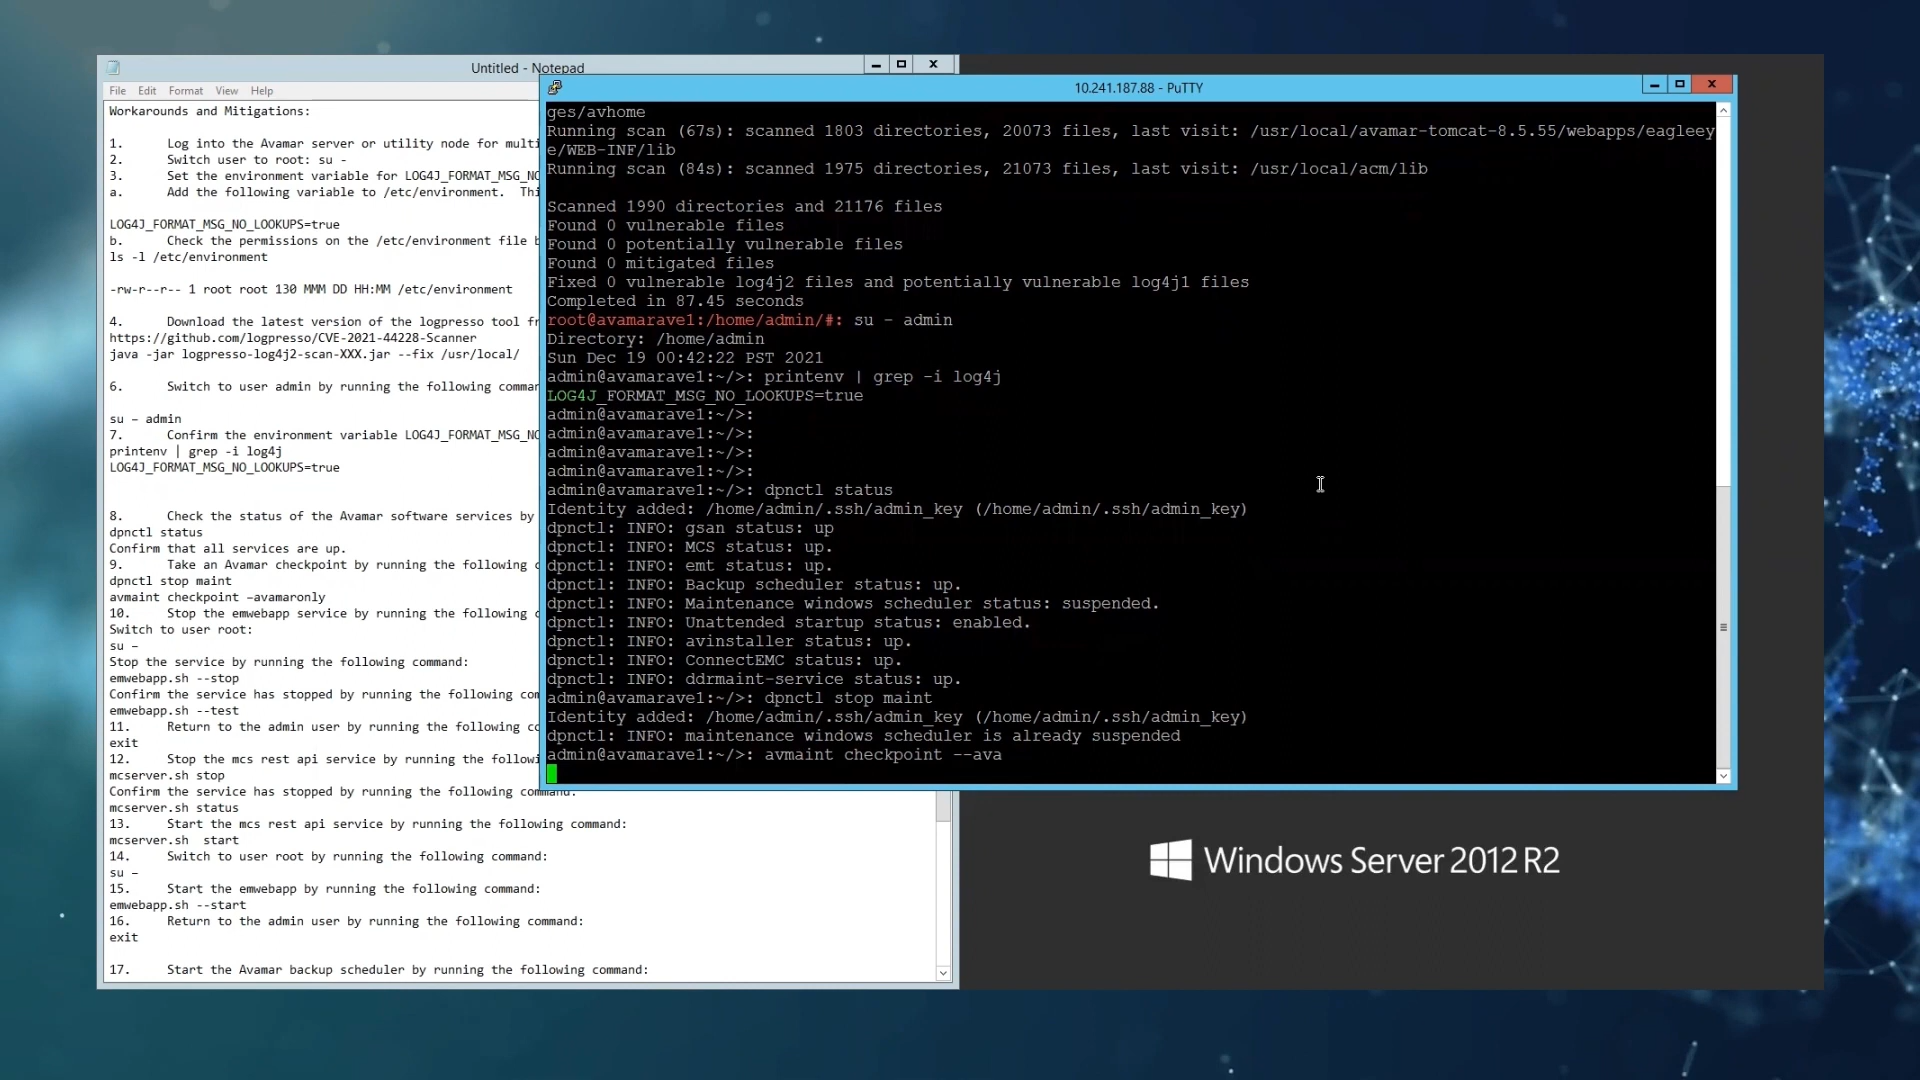 Untitled - Notepad
File Edit Format View Help
Workarounds and Mitigations:
1. Log into the Avamar server or utility node for multi
2. Switch user to root: su -
3. Set the environment variable for LOG4J_FORMAT_MSG_NO
a. Add the following variable to /etc/environment. Thi
LOG4J_FORMAT_MSG_NO_LOOKUPS=true
b. Check the permissions on the /etc/environment file b
ls -l /etc/environment
-rw-r--r-- 1 root root 130 MMM DD HH:MM /etc/environment
4. Download the latest version of the logpresso tool fr
https://github.com/logpresso/CVE-2021-44228-Scanner
java -jar logpresso-log4j2-scan-XXX.jar --fix /usr/local/
6. Switch to user admin by running the following comman
su – admin
7. Confirm the environment variable LOG4J_FORMAT_MSG_NO
printenv | grep -i log4j
LOG4J_FORMAT_MSG_NO_LOOKUPS=true
8. Check the status of the Avamar software services by
dpnctl status
Confirm that all services are up.
9. Take an Avamar checkpoint by running the following c
dpnctl stop maint
avmaint checkpoint –avamaronly
10. Stop the emwebapp service by running the following c
Switch to user root:
su –
Stop the service by running the following command:
emwebapp.sh --stop
Confirm the service has stopped by running the following com
emwebapp.sh --test
11. Return to the admin user by running the following co
exit
12. Stop the mcs rest api service by running the followi
mcserver.sh stop
Confirm the service has stopped by running the following command:
mcserver.sh status
13. Start the mcs rest api service by running the following command:
mcserver.sh  start
14. Switch to user root by running the following command:
su –
15. Start the emwebapp by running the following command:
emwebapp.sh --start
16. Return to the admin user by running the following command:
exit
17. Start the Avamar backup scheduler by running the following command:
10.241.187.88 - PuTTY
ges/avhome
Running scan (67s): scanned 1803 directories, 20073 files, last visit: /usr/local/avamar-tomcat-8.5.55/webapps/eagleey
e/WEB-INF/lib
Running scan (84s): scanned 1975 directories, 21073 files, last visit: /usr/local/acm/lib
Scanned 1990 directories and 21176 files
Found 0 vulnerable files
Found 0 potentially vulnerable files
Found 0 mitigated files
Fixed 0 vulnerable log4j2 files and potentially vulnerable log4j1 files
Completed in 87.45 seconds
root@avamarave1:/home/admin/#: su - admin
Directory: /home/admin
Sun Dec 19 00:42:22 PST 2021
admin@avamarave1:~/>: printenv | grep -i log4j
LOG4J_FORMAT_MSG_NO_LOOKUPS=true
admin@avamarave1:~/>:
admin@avamarave1:~/>:
admin@avamarave1:~/>:
admin@avamarave1:~/>:
admin@avamarave1:~/>: dpnctl status
Identity added: /home/admin/.ssh/admin_key (/home/admin/.ssh/admin_key)
dpnctl: INFO: gsan status: up
dpnctl: INFO: MCS status: up.
dpnctl: INFO: emt status: up.
dpnctl: INFO: Backup scheduler status: up.
dpnctl: INFO: Maintenance windows scheduler status: suspended.
dpnctl: INFO: Unattended startup status: enabled.
dpnctl: INFO: avinstaller status: up.
dpnctl: INFO: ConnectEMC status: up.
dpnctl: INFO: ddrmaint-service status: up.
admin@avamarave1:~/>: dpnctl stop maint
Identity added: /home/admin/.ssh/admin_key (/home/admin/.ssh/admin_key)
dpnctl: INFO: maintenance windows scheduler is already suspended
admin@avamarave1:~/>: avmaint checkpoint --ava
Windows Server 2012 R2